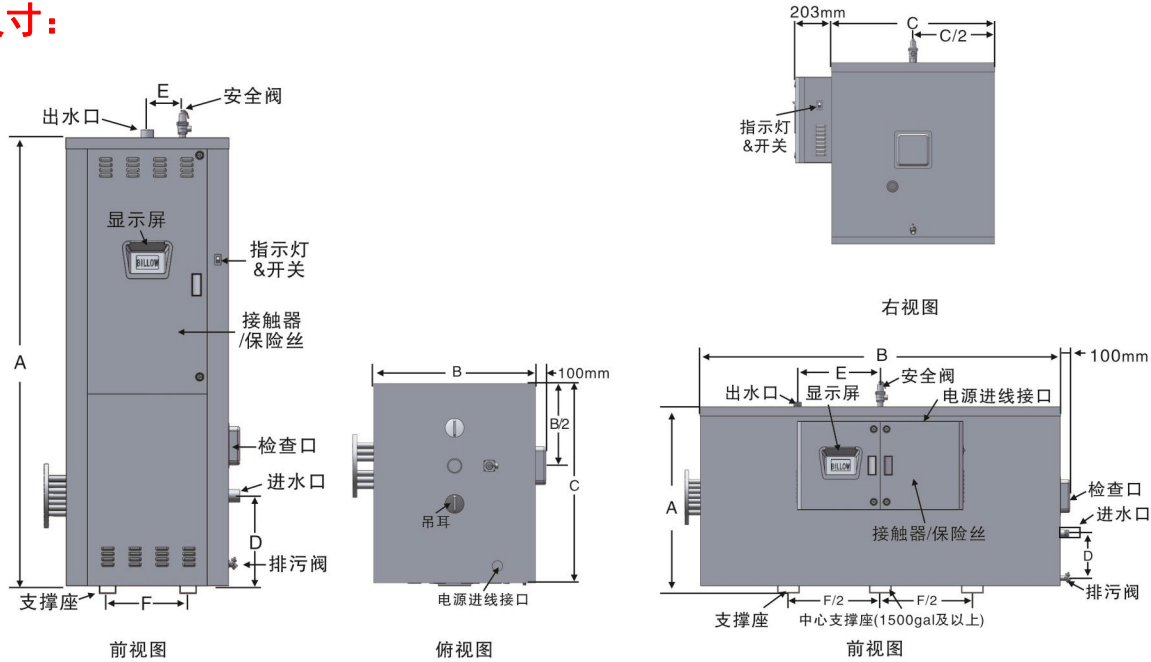 寸：
E
安全阀
出水口
显示屏
BILLOW
指示灯
&开关
接触器
/保险丝
A
检查口
进水口
D
排污阀
支撑座
F
前视图
B
100mm
B/2
C
吊耳
电源进线接口
俯视图
203mm
C
C/2
指示灯
&开关
右视图
B
100mm
E
安全阀
出水口
显示屏
电源进线接口
BILLOW
A
检查口
进水口
接触器/保险丝
D
排污阀
F/2
F/2
支撑座
中心支撑座(1500gal及以上)
前视图